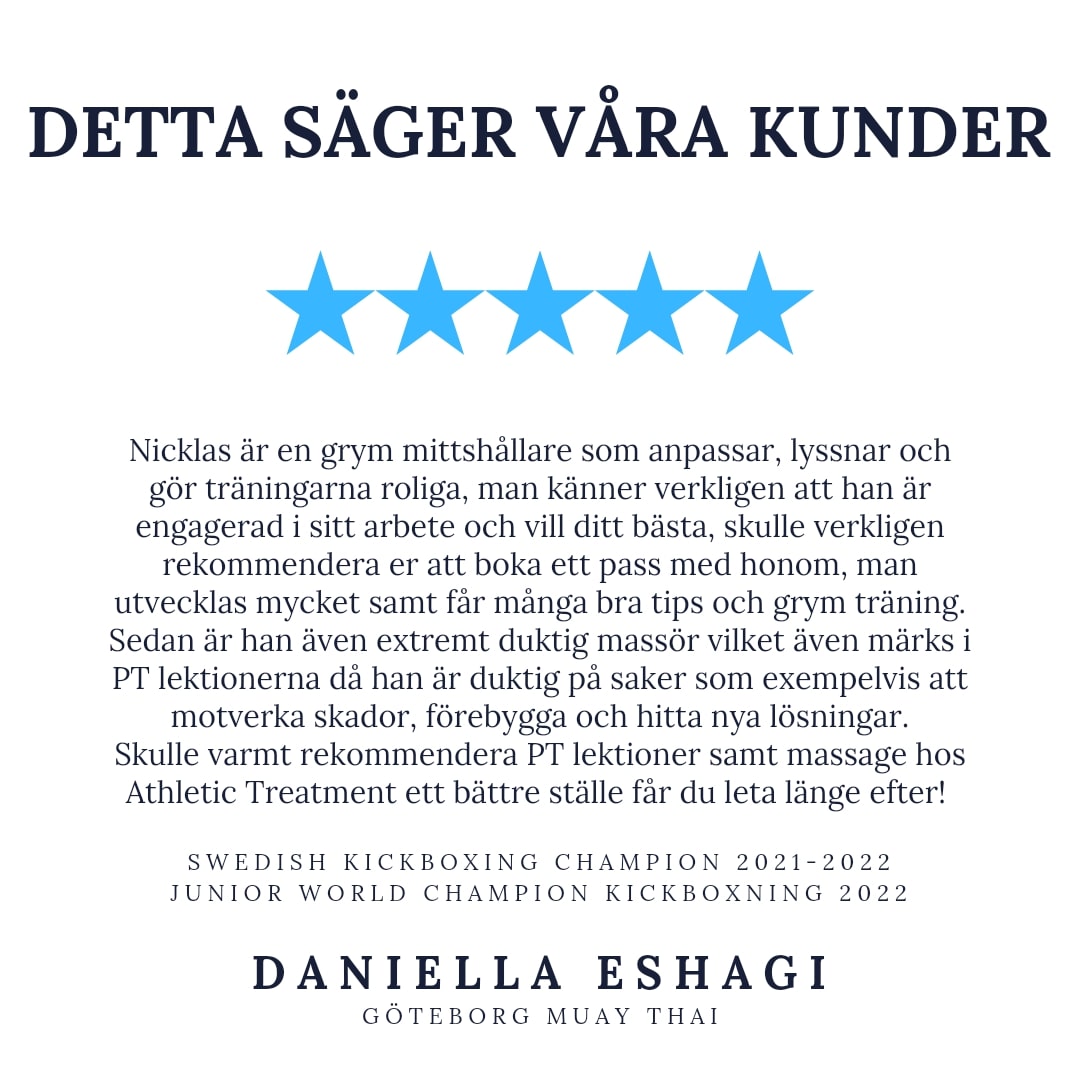 DETTA SÄGER VÅRA KUNDER
Nicklas är en grym mittshållare som anpassar, lyssnar och
gör träningarna roliga, man känner verkligen att han är
engagerad i sitt arbete och vill ditt bästa, skulle verkligen
rekommendera er att boka ett pass med honom, man
utvecklas mycket samt får många bra tips och grym träning.
Sedan är han även extremt duktig massör vilket även märks i
PT lektionerna då han är duktig på saker som exempelvis att
motverka skador, förebygga och hitta nya lösningar.
Skulle varmt rekommendera PT lektioner samt massage hos
Athletic Treatment ett bättre ställe får du leta länge efter!
SWEDISH KICKBOXING CHAMPION 2021-2022
JUNIOR WORLD CHAMPION KICKBOXNING 2022
DANIELLA ESHAGI
GÖTEBORG MUAY THAI